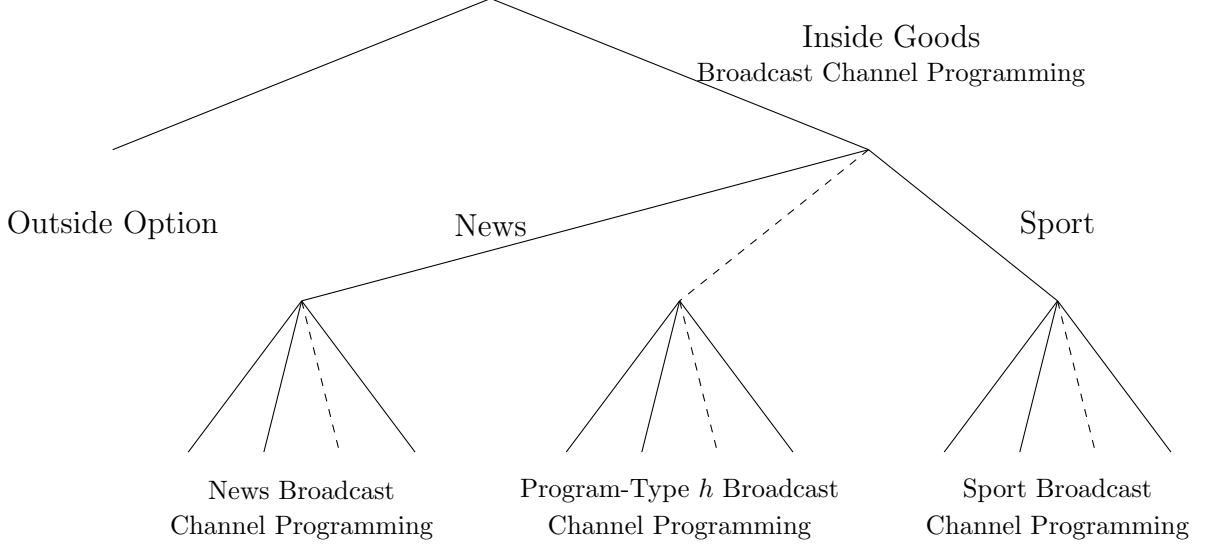 Inside Goods
Broadcast Channel Programming
Outside Option
News
Sport
News Broadcast
Channel Programming
Program-Type h Broadcast
Channel Programming
Sport Broadcast
Channel Programming